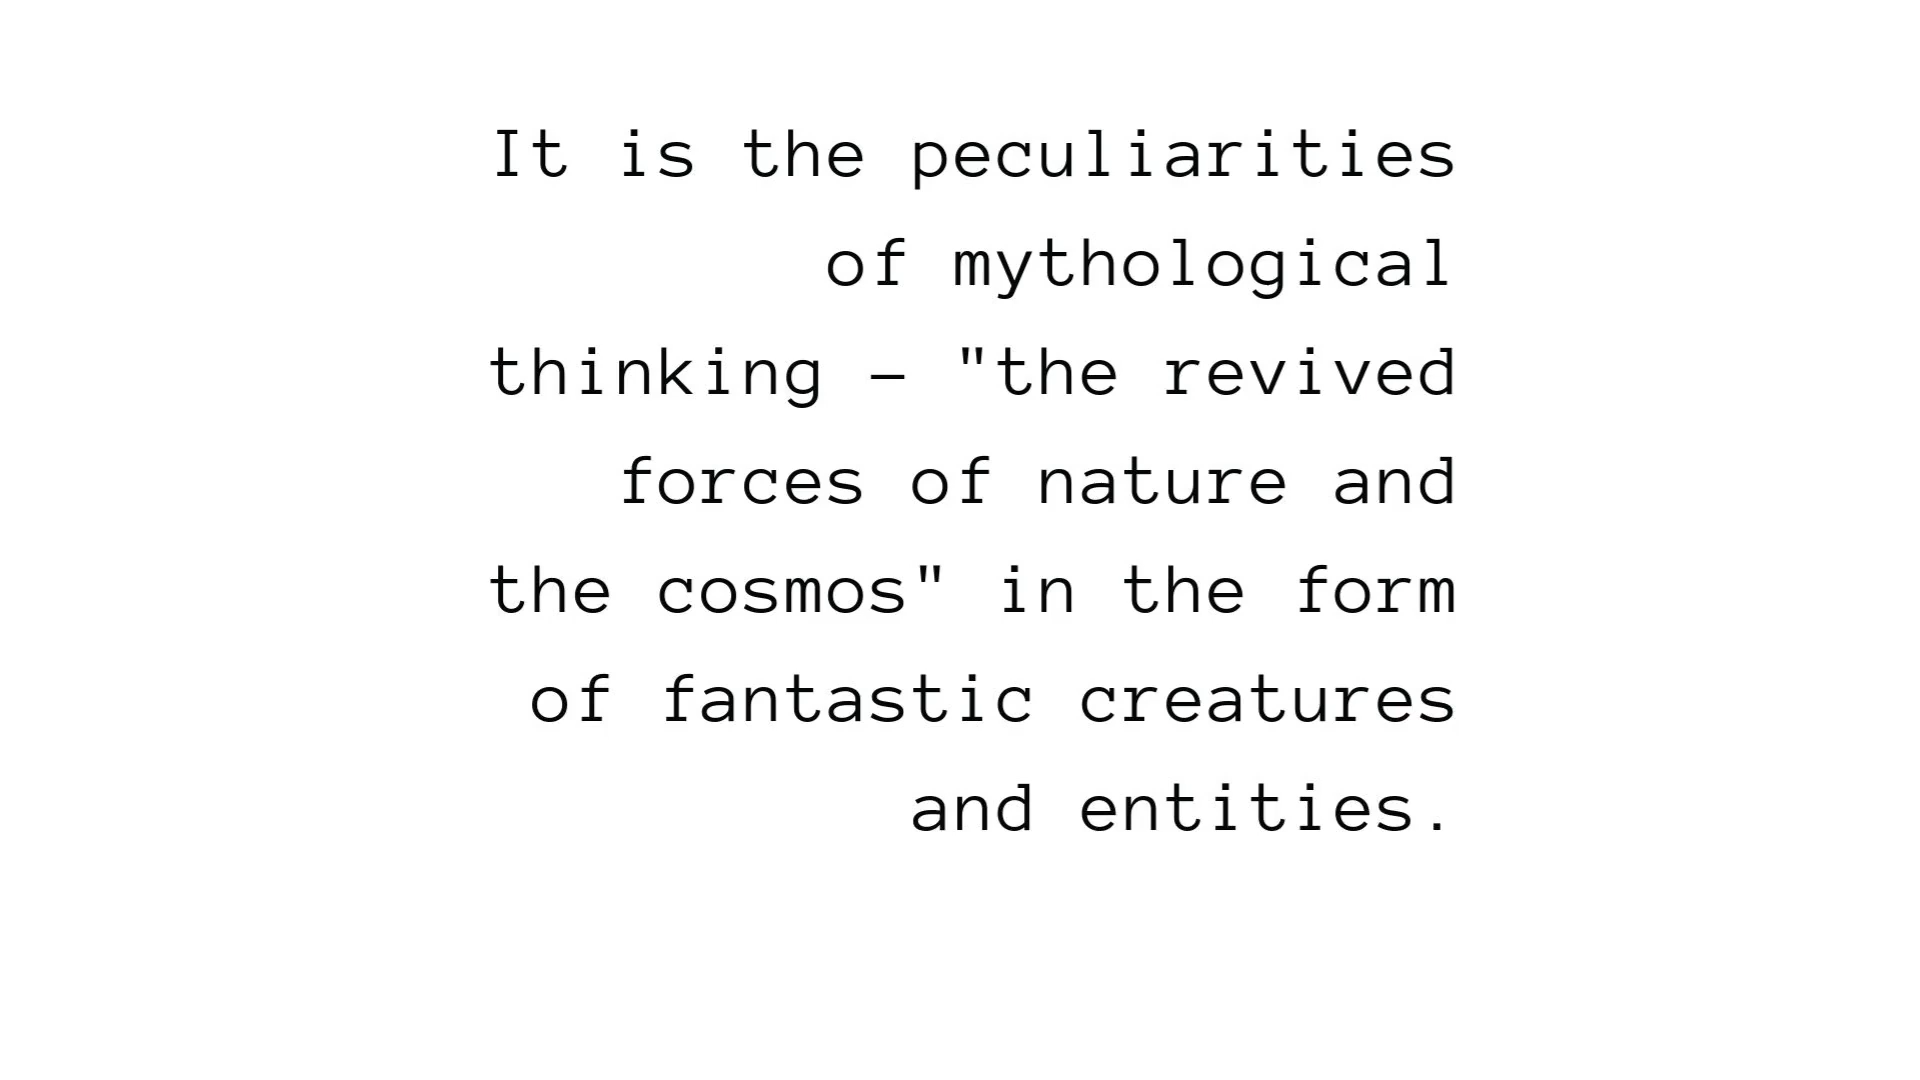 It is the peculiarities
of mythological
thinking – "the revived
forces of nature and
the cosmos" in the form
of fantastic creatures
and entities.